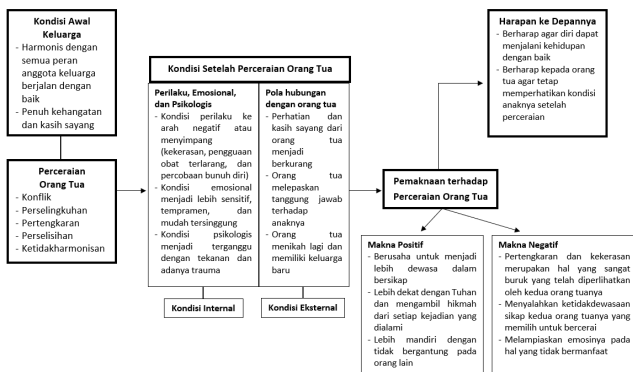 Kondisi Awal
Keluarga
- Harmonis dengan
semua peran
anggota keluarga
berjalan dengan
baik
- Penuh kehangatan
dan kasih sayang
Perceraian
Orang Tua
- Konflik
- Perselingkuhan
- Pertengkaran
- Perselisihan
- Ketidakharmonisan
Kondisi Setelah Perceraian Orang Tua
Perilaku, Emosional,
dan Psikologis
- Kondisi perilaku ke
arah negatif atau
menyimpang
(kekerasan, pengguaan
obat terlarang, dan
percobaan bunuh diri)
- Kondisi emosional
menjadi lebih sensitif,
tempramen, dan
mudah tersinggung
- Kondisi psikologis
menjadi terganggu
dengan tekanan dan
adanya trauma
Pola hubungan
dengan orang tua
- Perhatian dan
kasih sayang dari
orang tua
menjadi
berkurang
- Orang tua
melepaskan
tanggung jawab
terhadap
anaknya
- Orang tua
menikah lagi dan
memiliki keluarga
baru
Kondisi Internal
Kondisi Eksternal
Harapan ke Depannya
- Berharap agar diri dapat
menjalani kehidupan
dengan baik
- Berharap kepada orang
tua agar tetap
memperhatikan kondisi
anaknya setelah
perceraian
Pemaknaan terhadap
Perceraian Orang Tua
Makna Positif
- Berusaha untuk menjadi
lebih dewasa dalam
bersikap
- Lebih dekat dengan Tuhan
dan mengambil hikmah
dari setiap kejadian yang
dialami
- Lebih mandiri dengan
tidak bergantung pada
orang lain
Makna Negatif
- Pertengkaran dan kekerasan
merupakan hal yang sangat
buruk yang telah diperlihatkan
oleh kedua orang tuanya
- Menyalahkan ketidakdewasaan
sikap kedua orang tuanya yang
memilih untuk bercerai
- Melampiaskan emosinya pada
hal yang tidak bermanfaat